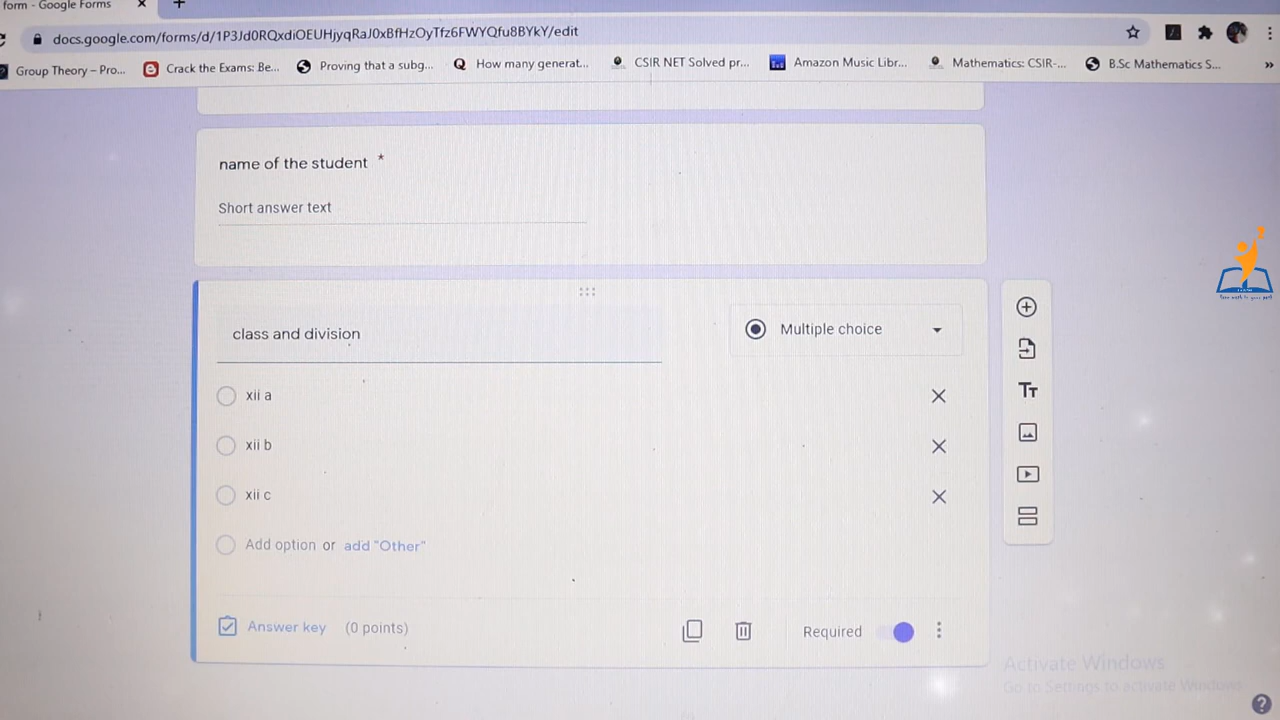 form - Google Forms
docs.google.com/forms/d/1P3Jd0RQxdiOEUHjyqRaJ0xBfHzOyTfz6FWYQfu8BYkY/edit
Group Theory – Pro... Crack the Exams: Be... Proving that a subg... How many generat... CSIR NET Solved pr... Amazon Music Libr... Mathematics: CSIR-... B.Sc Mathematics S... »
name of the student *
Short answer text
class and division
Multiple choice
xii a
xii b
xii c
Add option or add "Other"
Answer key (0 points)
Required
Activate Windows
Go to Settings to activate Windows.